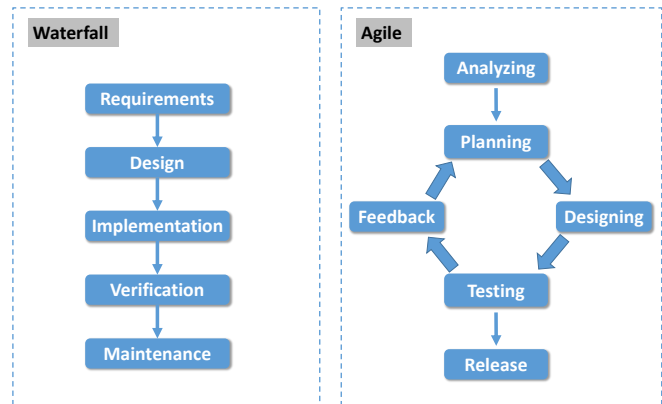 Waterfall
Requirements
Design
Implementation
Verification
Maintenance
Agile
Analyzing
Planning
Feedback
Designing
Testing
Release